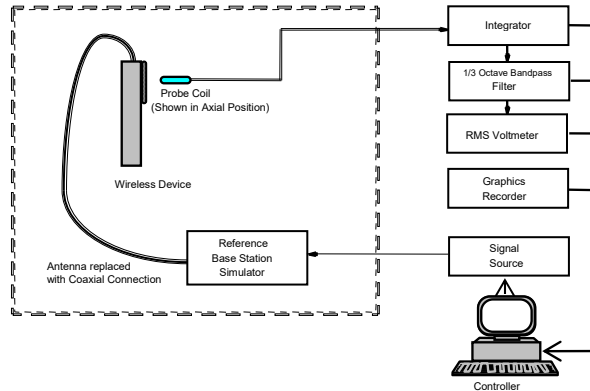 Integrator
1/3 Octave Bandpass
Filter
RMS Voltmeter
Graphics
Recorder
Signal
Source
Controller
Probe Coil
(Shown in Axial Position)
Wireless Device
Reference
Base Station
Simulator
Antenna replaced
with Coaxial Connection